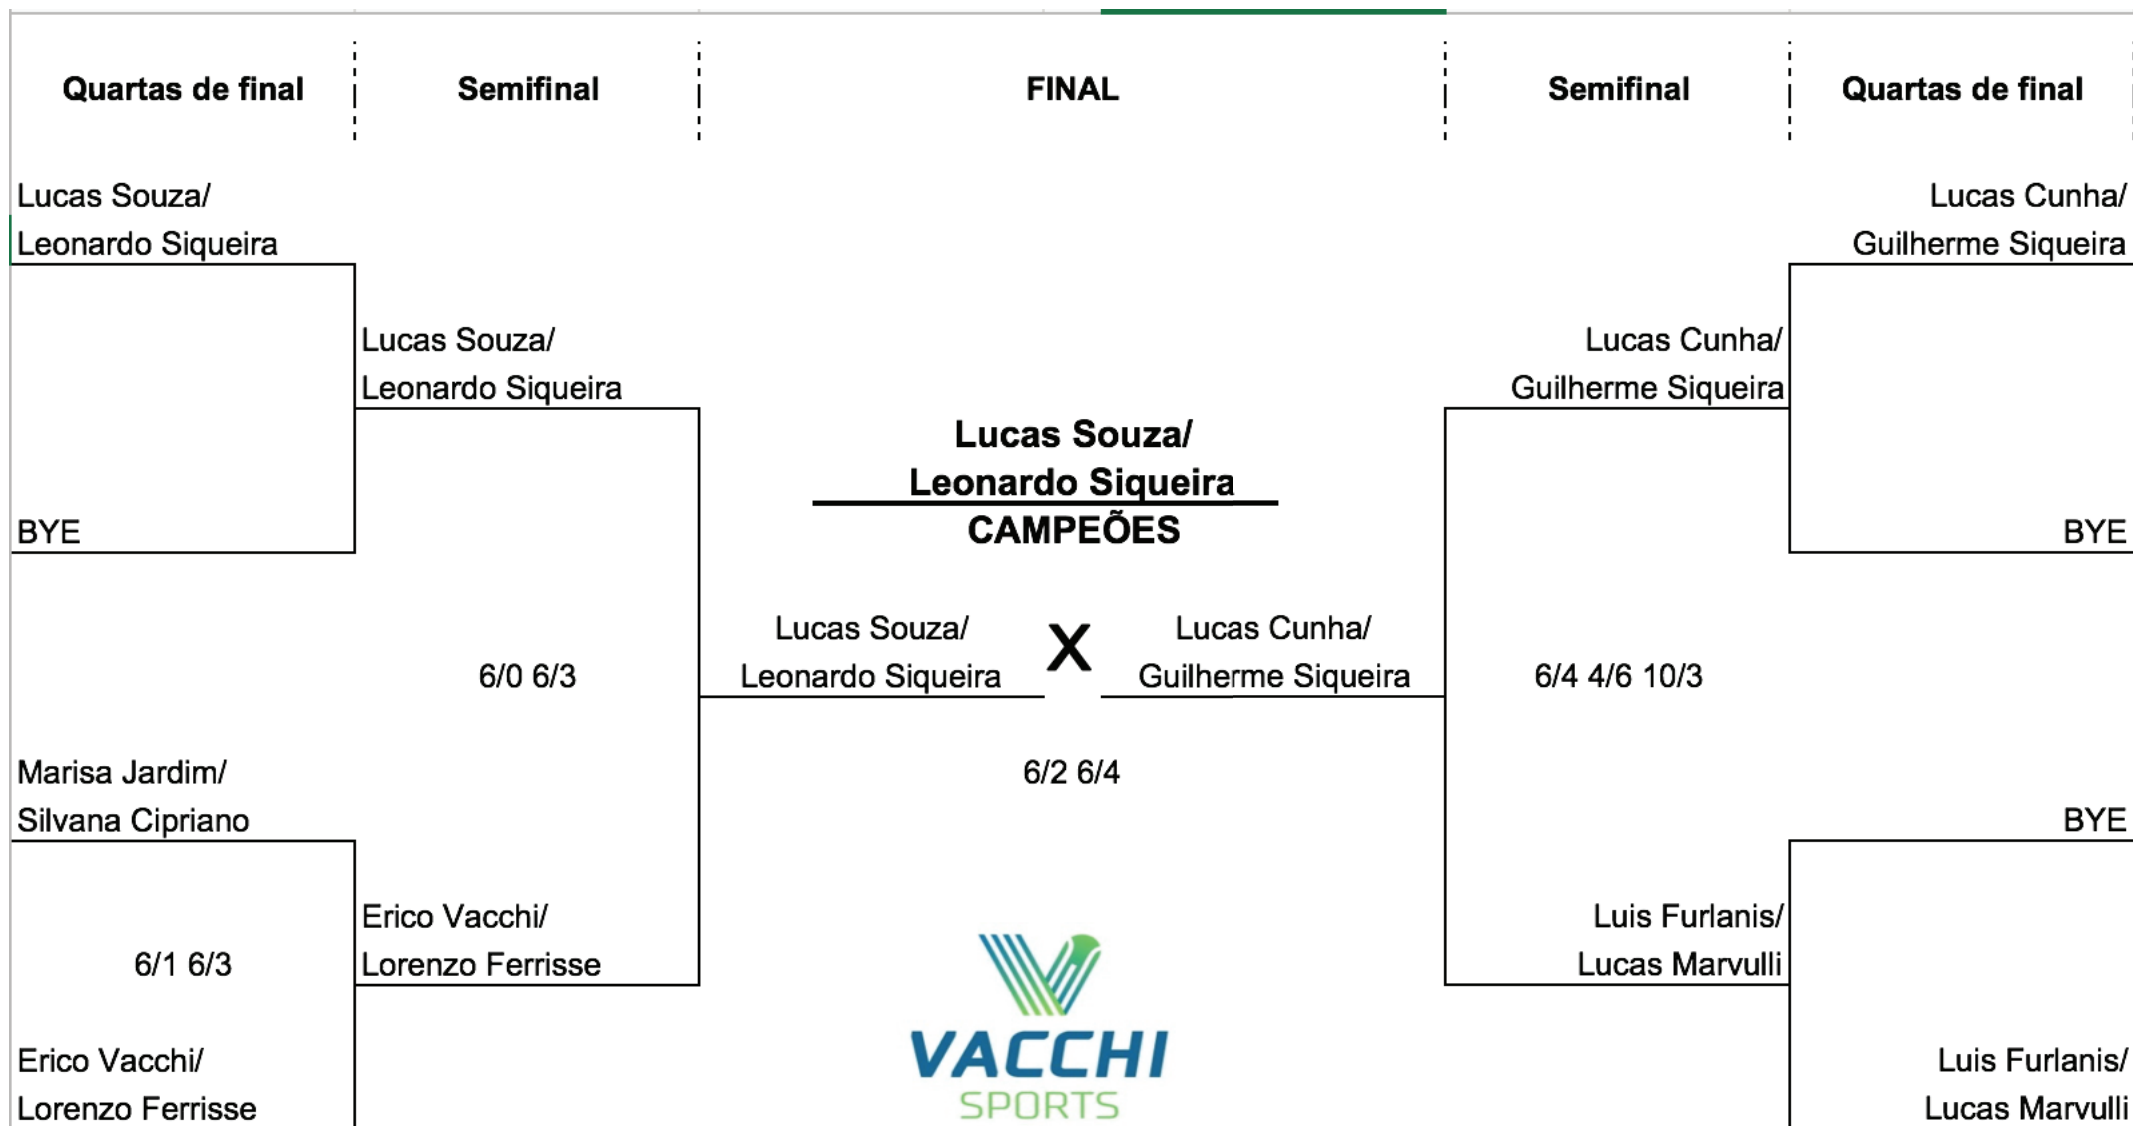 Quartas de final
Semifinal
FINAL
Semifinal
Quartas de final
Lucas Souza/
Leonardo Siqueira
Lucas Cunha/
Guilherme Siqueira
Lucas Souza/
Leonardo Siqueira
Lucas Cunha/
Guilherme Siqueira
Lucas Souza/
Leonardo Siqueira
CAMPEÕES
BYE
BYE
Lucas Souza/
Leonardo Siqueira
X
Lucas Cunha/
Guilherme Siqueira
6/0 6/3
6/4 4/6 10/3
6/2 6/4
Marisa Jardim/
Silvana Cipriano
BYE
Erico Vacchi/
Lorenzo Ferrisse
Luis Furlanis/
Lucas Marvulli
6/1 6/3
VACCHI
SPORTS
Erico Vacchi/
Lorenzo Ferrisse
Luis Furlanis/
Lucas Marvulli